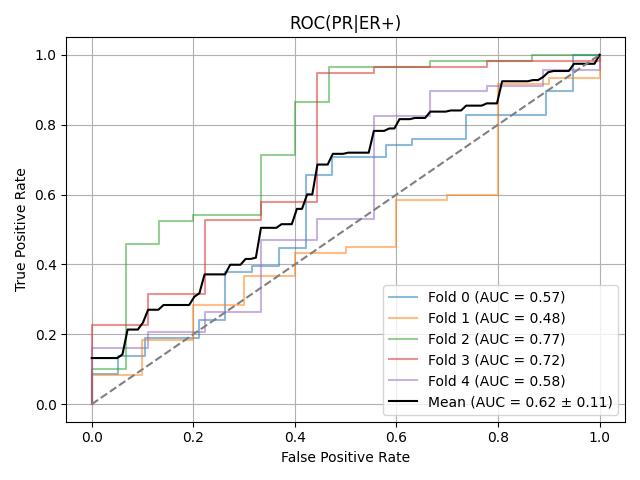 ROC(PR|ER+)
1.0
0.8
0.6
0.4
0.2
0.0
True Positive Rate
0.0 0.2 0.4 0.6 0.8 1.0
False Positive Rate
Fold 0 (AUC = 0.57)
Fold 1 (AUC = 0.48)
Fold 2 (AUC = 0.77)
Fold 3 (AUC = 0.72)
Fold 4 (AUC = 0.58)
Mean (AUC = 0.62 ± 0.11)